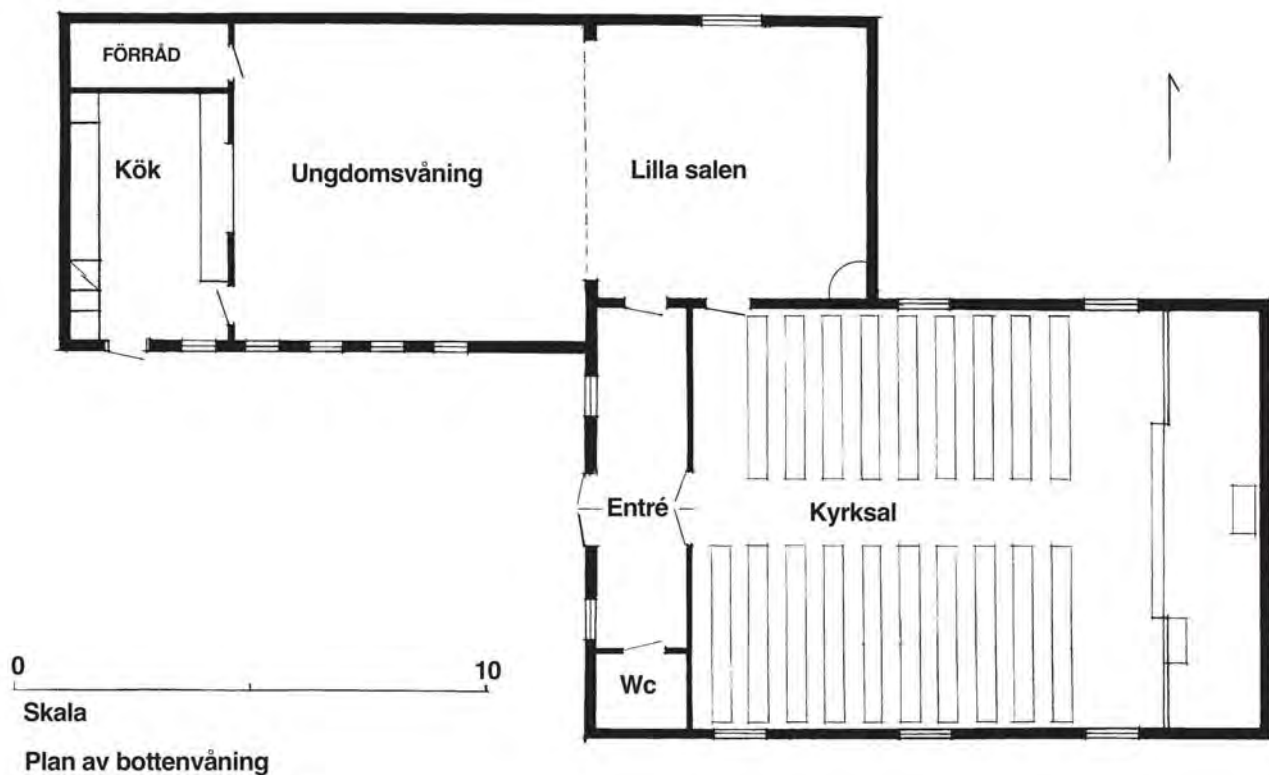 FÖRRÅD
Kök
Ungdomsvåning
Lilla salen
Entré
Kyrksal
Wc
0 10
Skala
Plan av bottenvåning